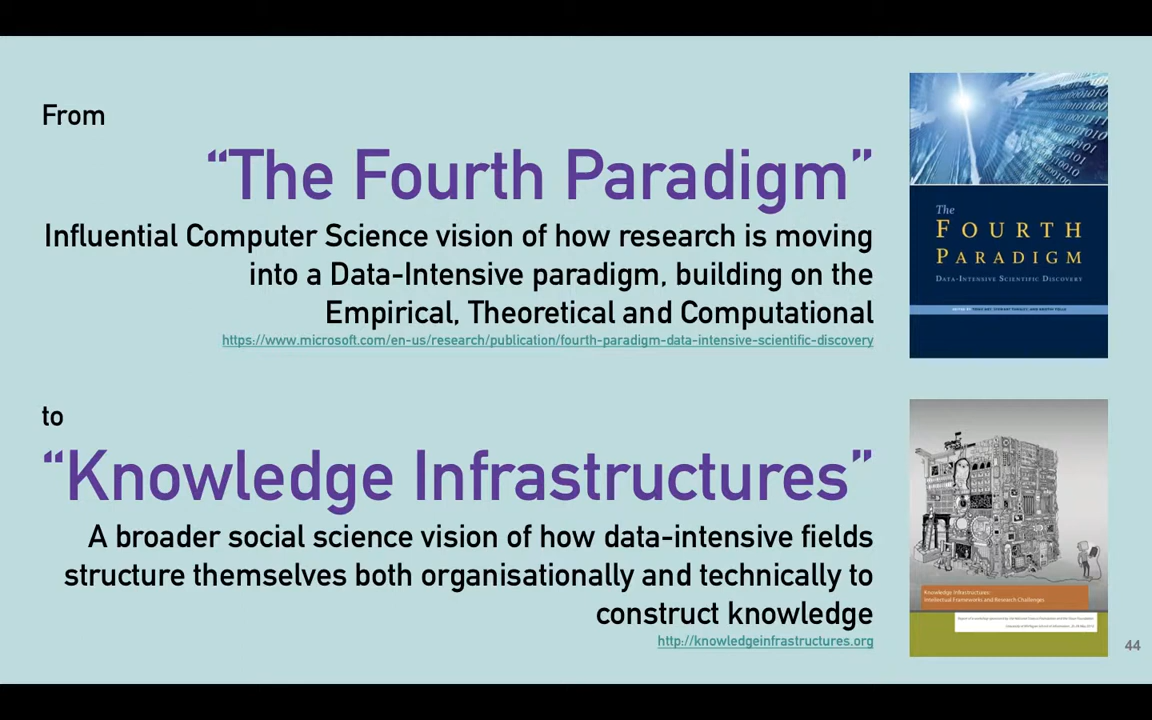 From
“The Fourth Paradigm”
Influential Computer Science vision of how research is moving
into a Data-Intensive paradigm, building on the
Empirical, Theoretical and Computational
https://www.microsoft.com/en-us/research/publication/fourth-paradigm-data-intensive-scientific-discovery
The
FOURTH
PARADIGM
DATA-INTENSIVE SCIENTIFIC DISCOVERY
to
“Knowledge Infrastructures”
A broader social science vision of how data-intensive fields
structure themselves both organisationally and technically to
construct knowledge
http://knowledgeinfrastructures.org
Knowledge Infrastructures:
Intellectual Frameworks and Research Challenges
44